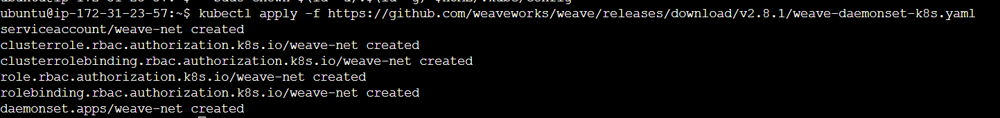 ubuntu@ip-172-31-23-57:~$ kubectl apply -f https://github.com/weaveworks/weave/releases/download/v2.8.1/weave-daemonset-k8s.yaml
serviceaccount/weave-net created
clusterrole.rbac.authorization.k8s.io/weave-net created
clusterrolebinding.rbac.authorization.k8s.io/weave-net created
role.rbac.authorization.k8s.io/weave-net created
rolebinding.rbac.authorization.k8s.io/weave-net created
daemonset.apps/weave-net created